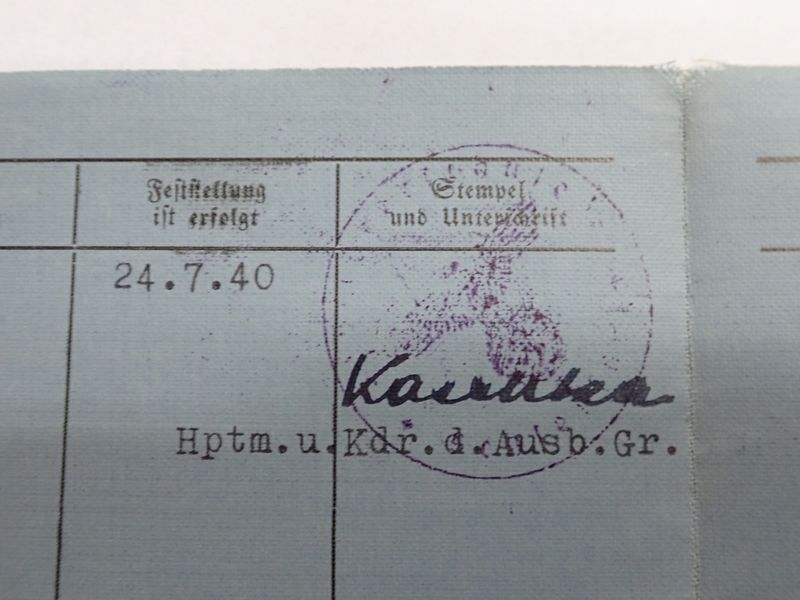 Feststellung
ist erfolgt
Stempel
und Unterschrift
24.7.40
Hptm.u.Kdr.d.Ausb.Gr.